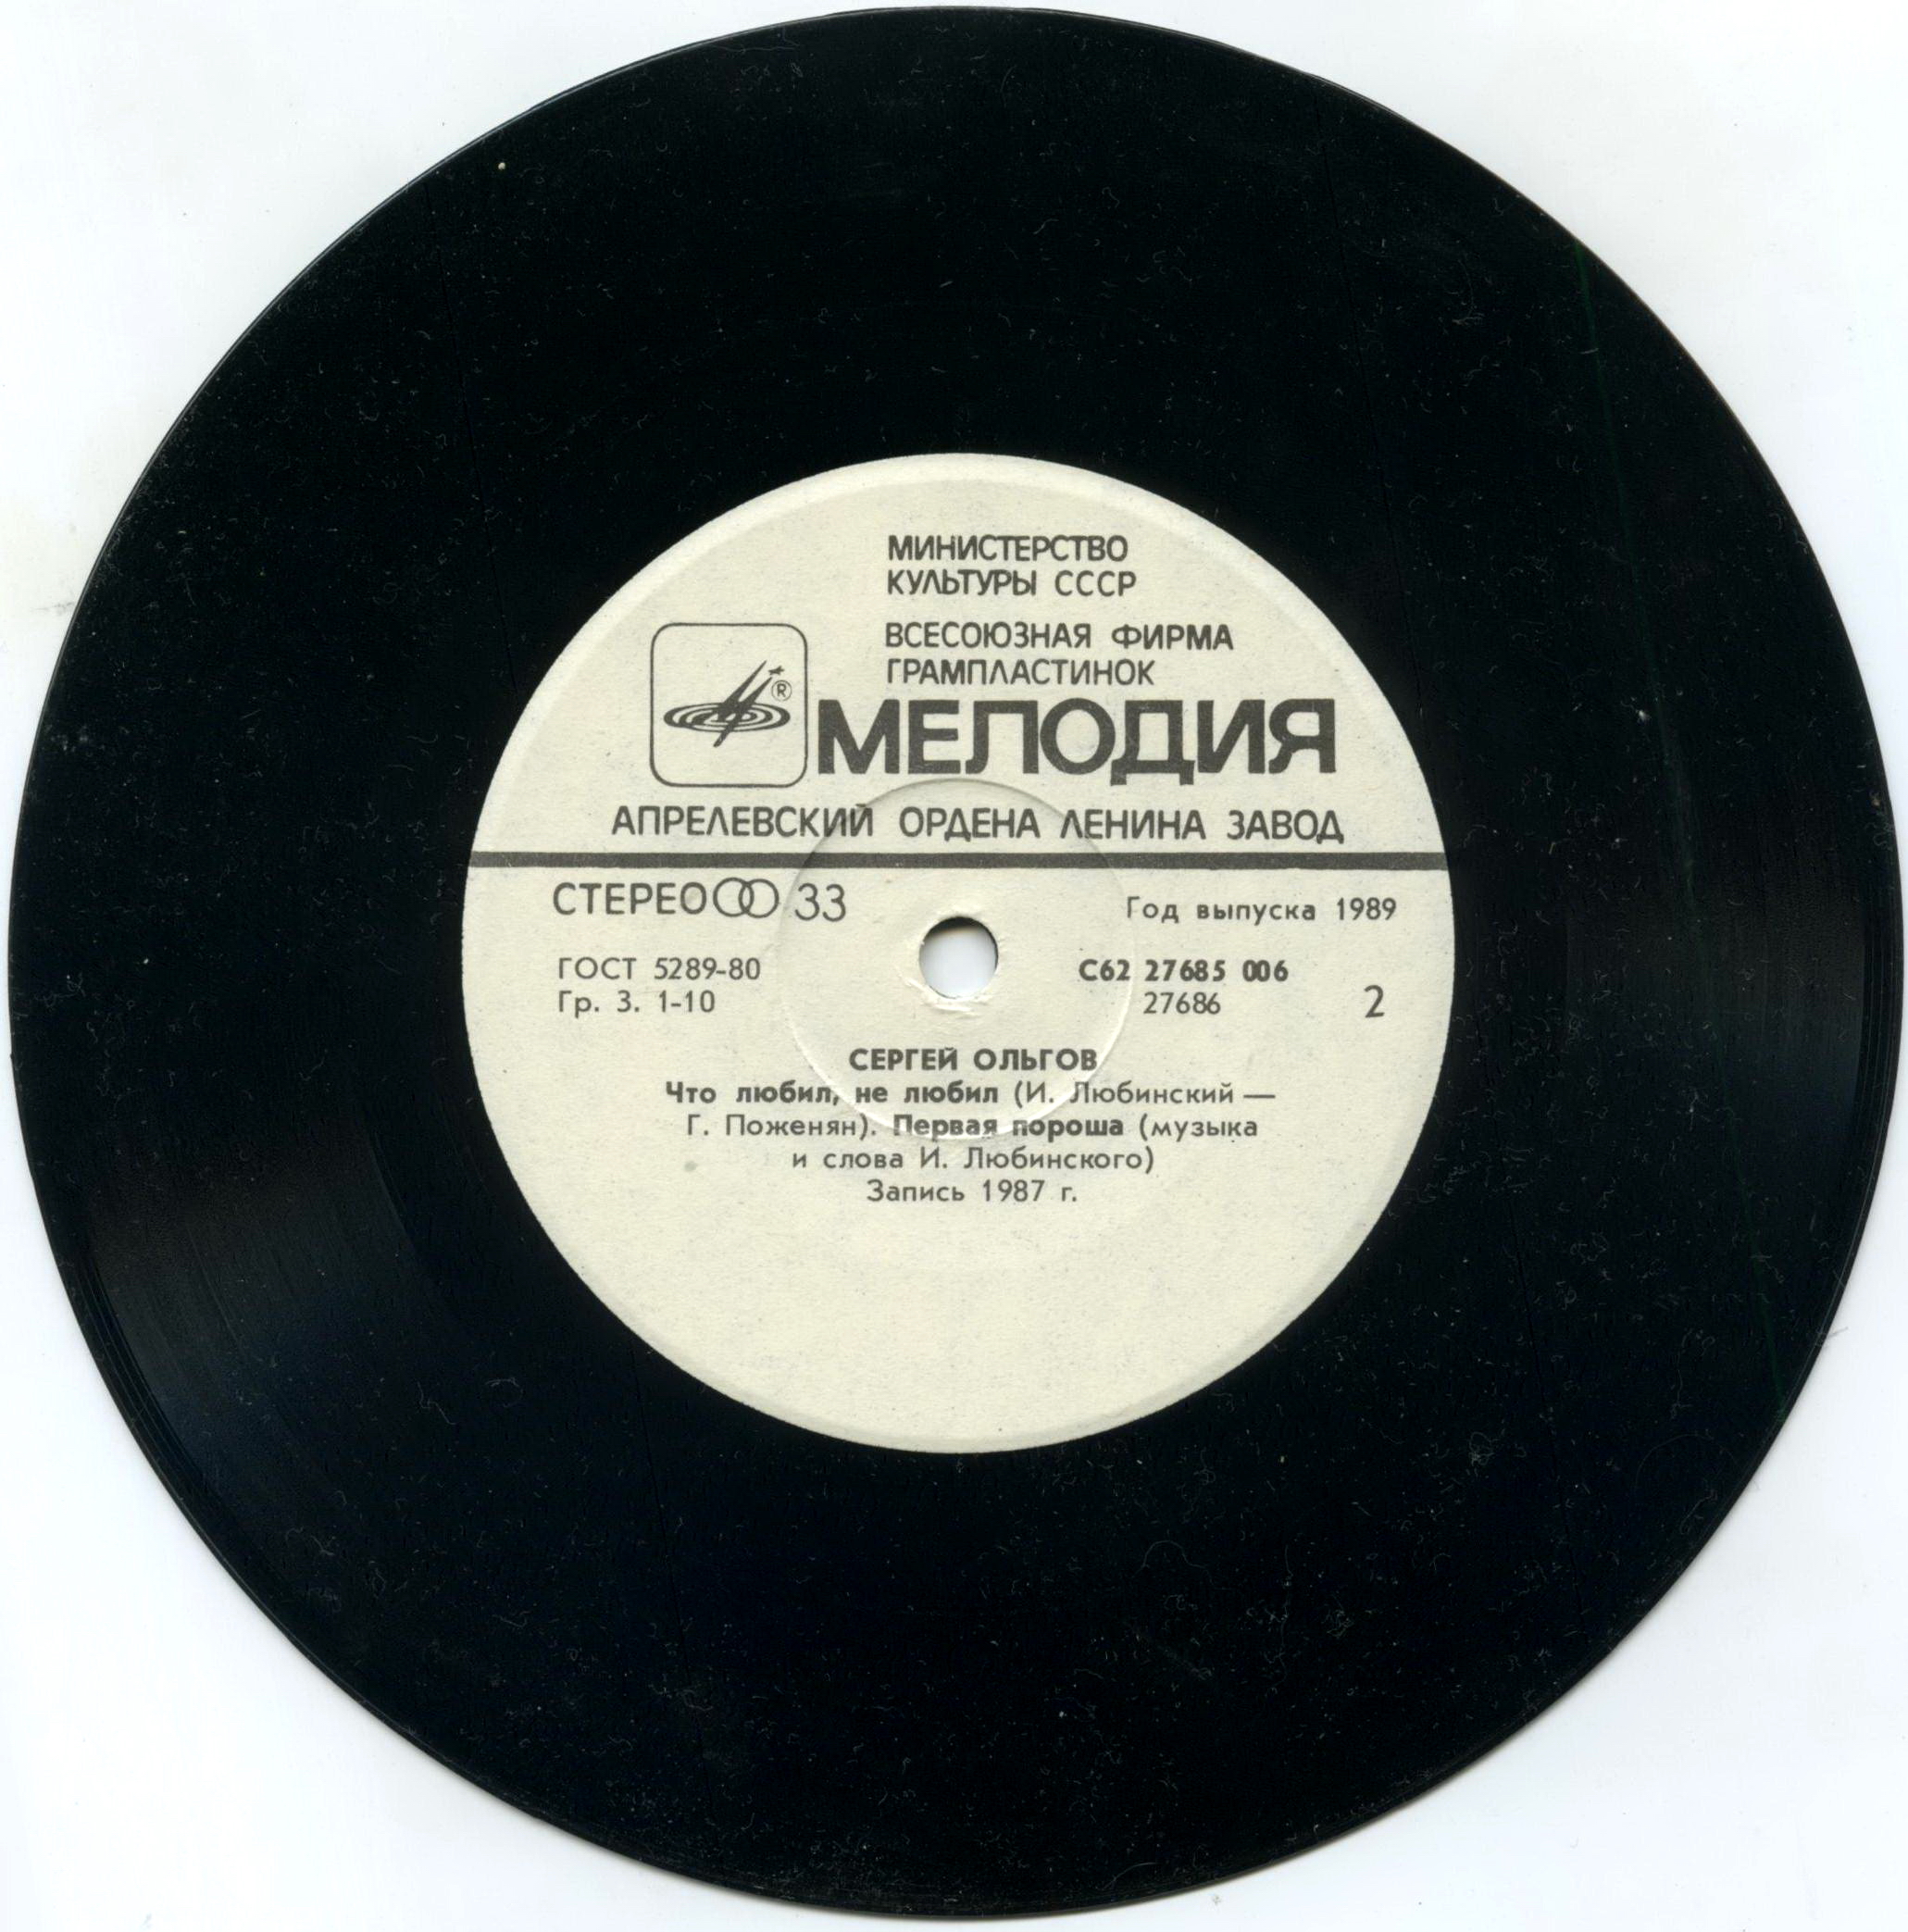 МИНИСТЕРСТВО
КУЛЬТУРЫ СССР
ВСЕСОЮЗНАЯ ФИРМА
ГРАМПЛАСТИНОК
®
МЕЛОДИЯ
АПРЕЛЕВСКИЙ ОРДЕНА ЛЕНИНА ЗАВОД
СТЕРЕО 33
Год выпуска 1989
ГОСТ 5289-80
Гр. 3. 1-10
С62 27685 006
27686
2
СЕРГЕЙ ОЛЬГОВ
Что любил, не любил (И. Любинский —
Г. Поженян). Первая пороша (музыка
и слова И. Любинского)
Запись 1987 г.